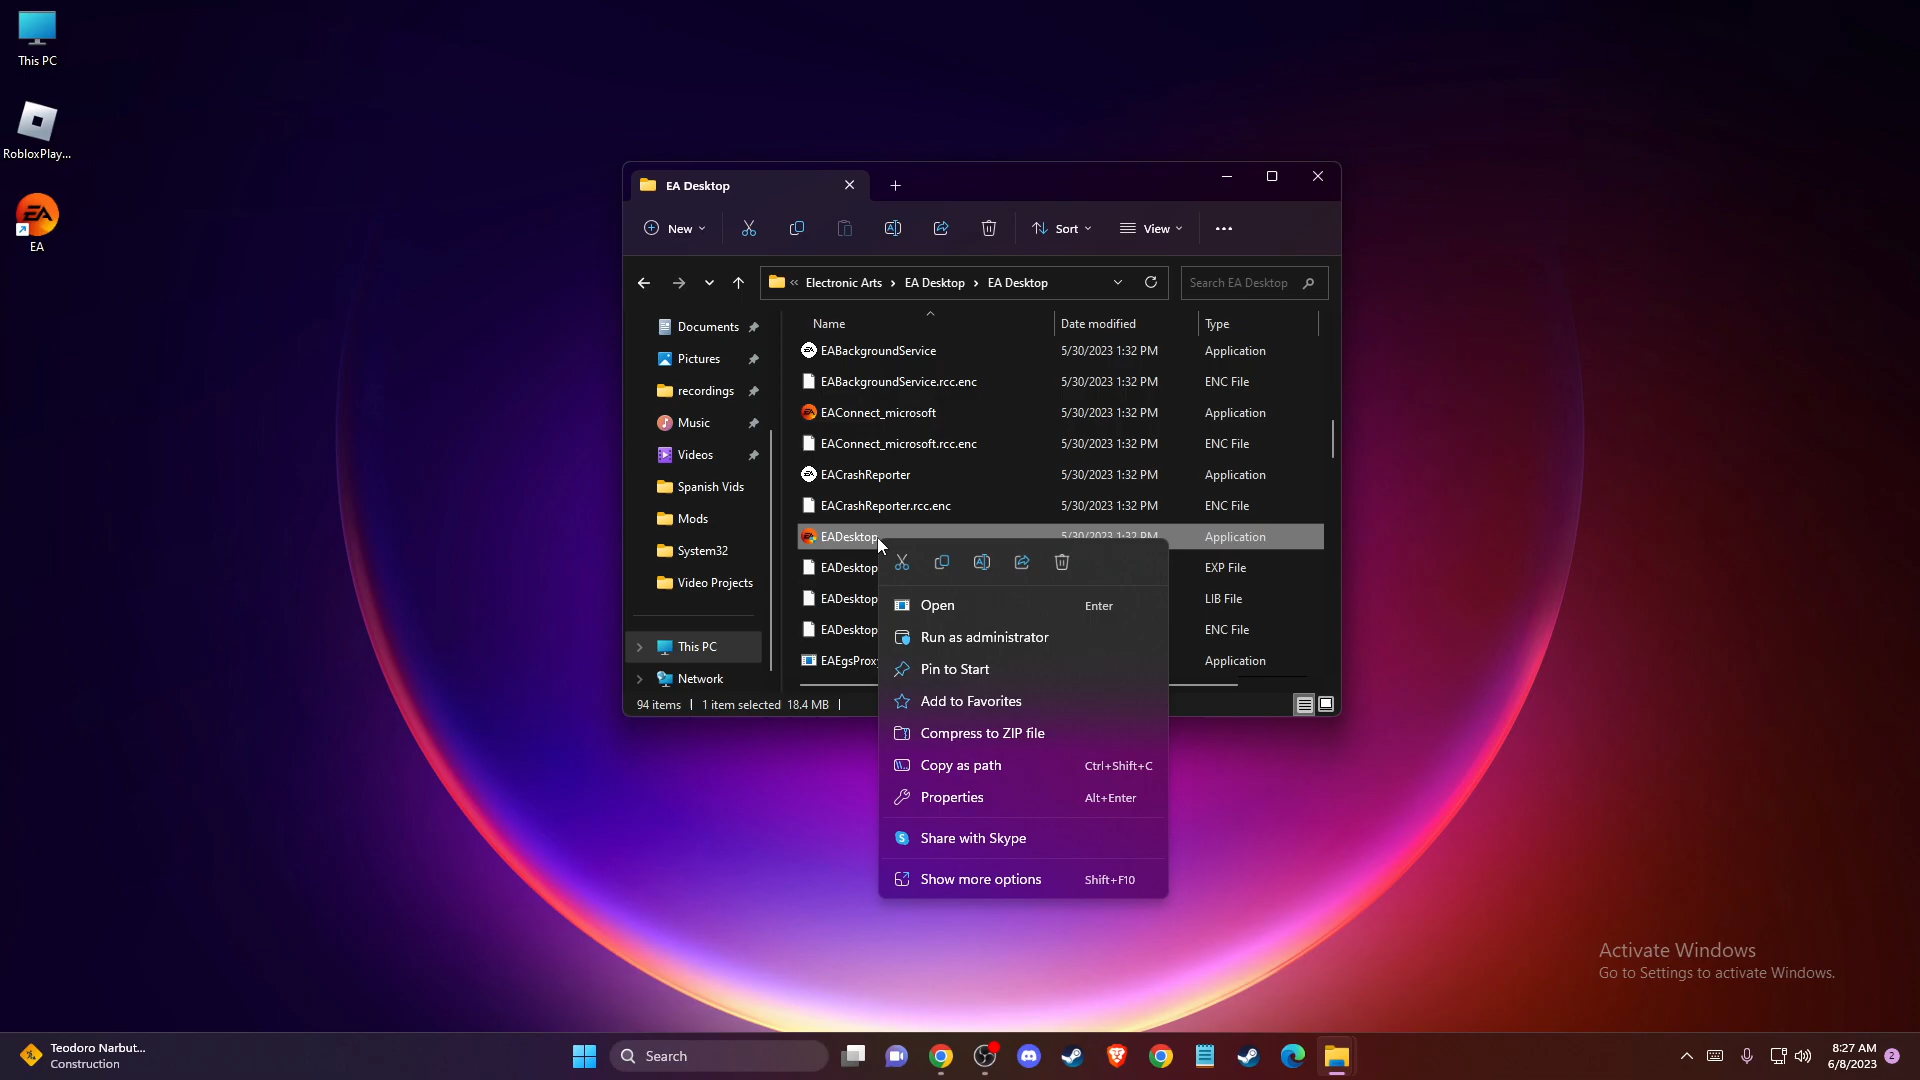 This PC
RobloxPlay...
EA
EA Desktop
New
Sort
View
Electronic Arts > EA Desktop > EA Desktop
Search EA Desktop
Documents
Pictures
recordings
Music
Videos
Spanish Vids
Mods
System32
Video Projects
This PC
Network
Name Date modified Type
EABackgroundService 5/30/2023 1:32 PM Application
EABackgroundService.rcc.enc 5/30/2023 1:32 PM ENC File
EAConnect_microsoft 5/30/2023 1:32 PM Application
EAConnect_microsoft.rcc.enc 5/30/2023 1:32 PM ENC File
EACrashReporter 5/30/2023 1:32 PM Application
EACrashReporter.rcc.enc 5/30/2023 1:32 PM ENC File
EADesktop 5/30/2023 1:32 PM Application
EADesktop EXP File
EADesktop LIB File
EADesktop ENC File
EAEgsProxy Application
94 items 1 item selected 18.4 MB
Open Enter
Run as administrator
Pin to Start
Add to Favorites
Compress to ZIP file
Copy as path Ctrl+Shift+C
Properties Alt+Enter
Share with Skype
Show more options Shift+F10
Activate Windows
Go to Settings to activate Windows.
Teodoro Narbut...
Construction
Search
8:27 AM
6/8/2023
2